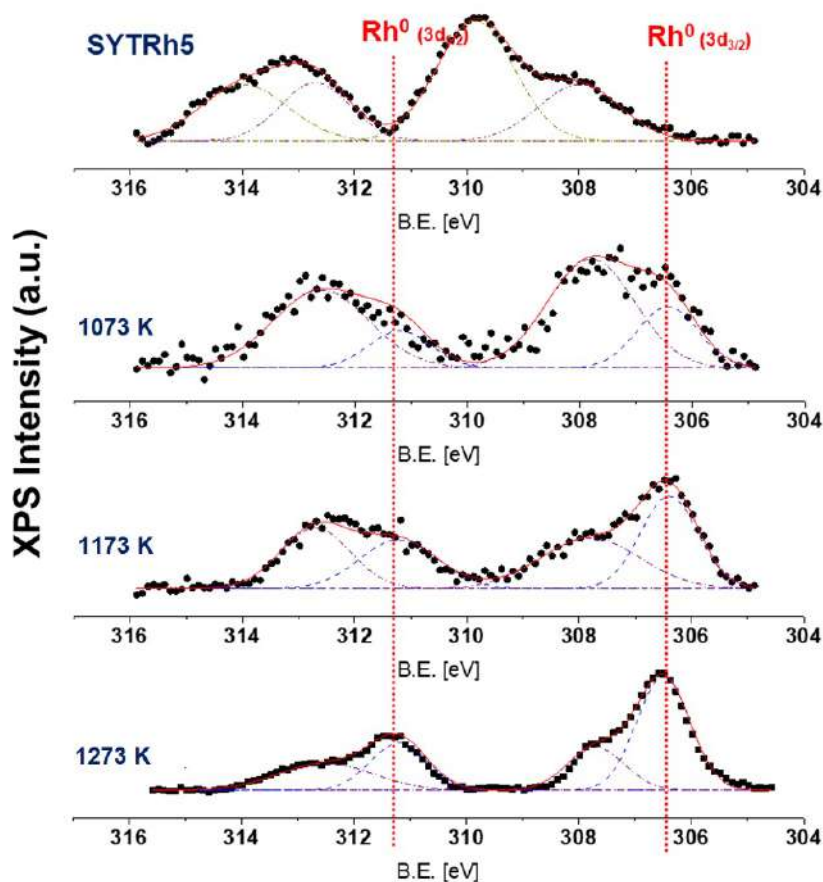 SYTRh5
Rh⁰ (3d₅/₂)
Rh⁰ (3d₃/₂)
316 314 312 310 308 306 304
B.E. [eV]
1073 K
316 314 312 310 308 306 304
B.E. [eV]
XPS Intensity (a.u.)
1173 K
316 314 312 310 308 306 304
B.E. [eV]
1273 K
316 314 312 310 308 306 304
B.E. [eV]